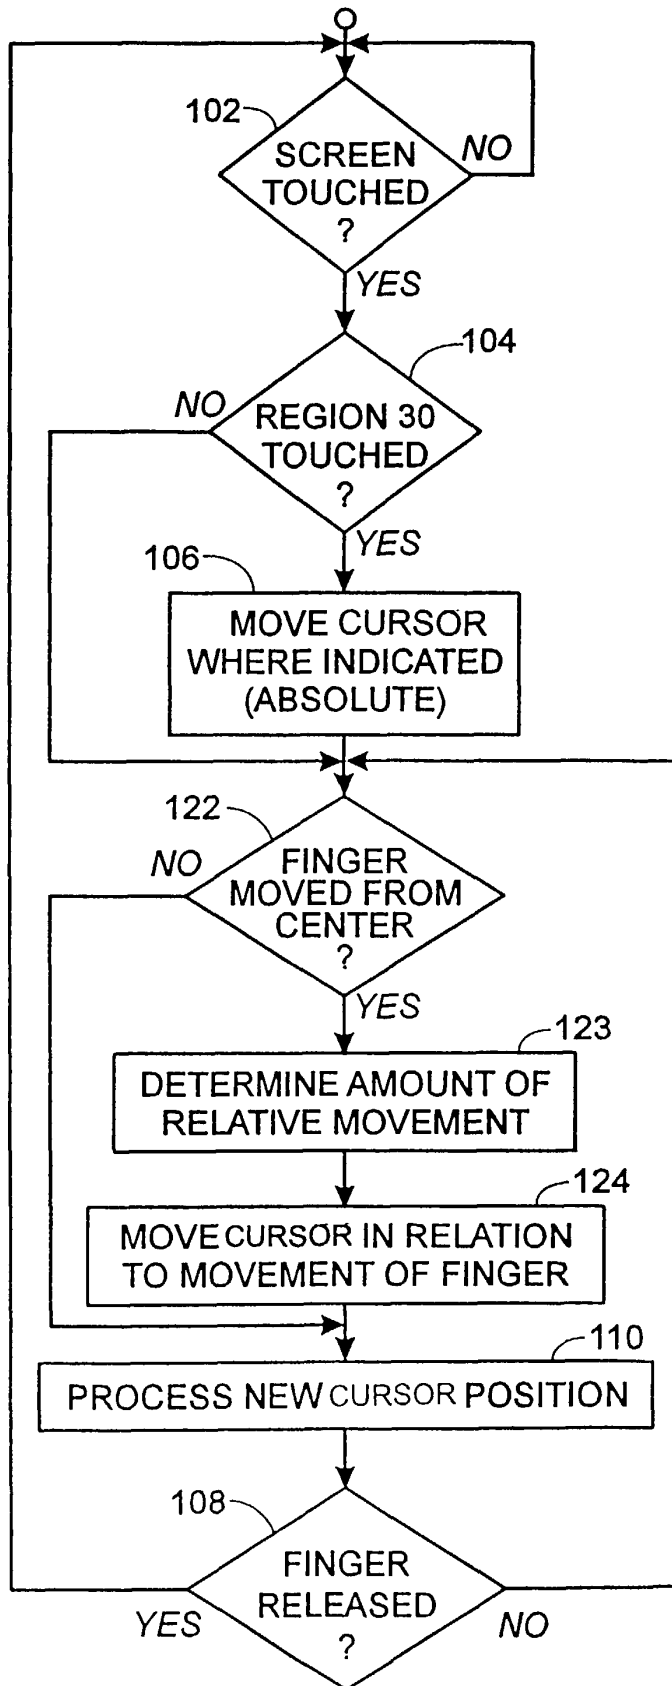 102
SCREEN
TOUCHED
?
NO
YES
104
NO
REGION 30
TOUCHED
?
YES
106
MOVE CURSOR
WHERE INDICATED
(ABSOLUTE)
122
NO
FINGER
MOVED FROM
CENTER
?
YES
123
DETERMINE AMOUNT OF
RELATIVE MOVEMENT
124
MOVE CURSOR IN RELATION
TO MOVEMENT OF FINGER
110
PROCESS NEW CURSOR POSITION
108
FINGER
RELEASED
?
YES
NO